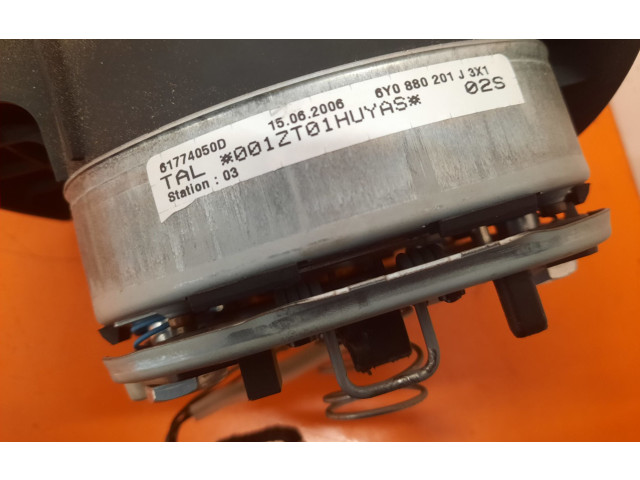 61774050D 15.06.2006 6Y0 880 201 J 3X1
TAL *001ZT01HUYAS* 02S
Station : 03